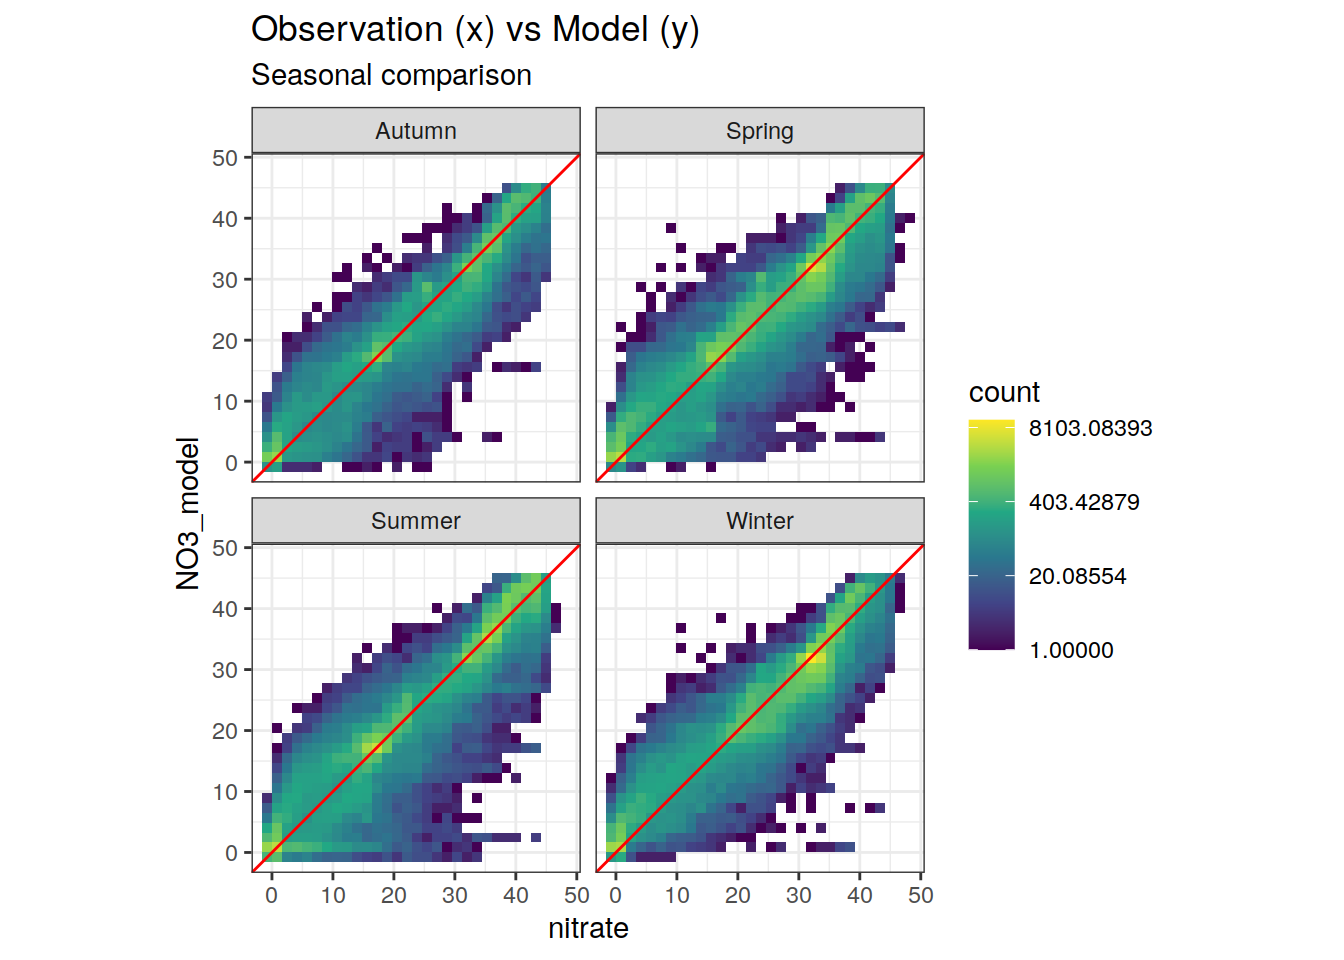 Observation (x) vs Model (y)
Seasonal comparison
Autumn
Spring
50
40
30
20
10
0
Summer
Winter
50
40
30
20
10
0
0 10 20 30 40 50
0 10 20 30 40 50
nitrate
NO3_model
count
8103.08393
403.42879
20.08554
1.00000